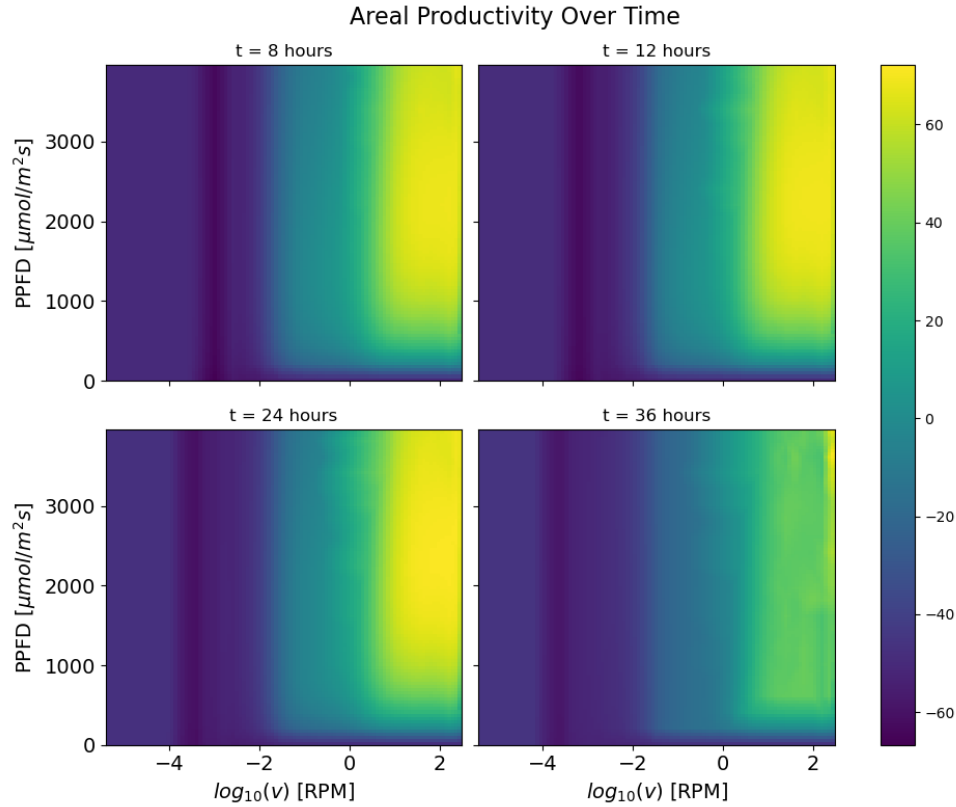 Areal Productivity Over Time
t = 8 hours
t = 12 hours
PPFD [μmol/m²s]
3000
2000
1000
0
60
40
20
0
−20
−40
−60
t = 24 hours
t = 36 hours
PPFD [μmol/m²s]
3000
2000
1000
0
−4 −2 0 2
−4 −2 0 2
log₁₀(v) [RPM]
log₁₀(v) [RPM]